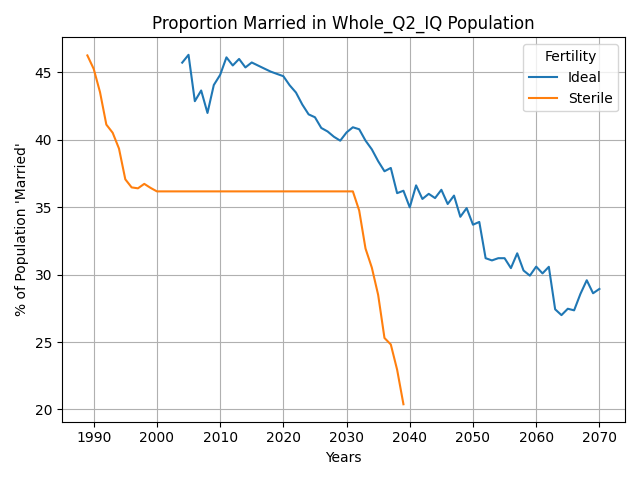 Proportion Married in Whole_Q2_IQ Population
% of Population 'Married'
45
40
35
30
25
20
Fertility
Ideal
Sterile
1990 2000 2010 2020 2030 2040 2050 2060 2070
Years